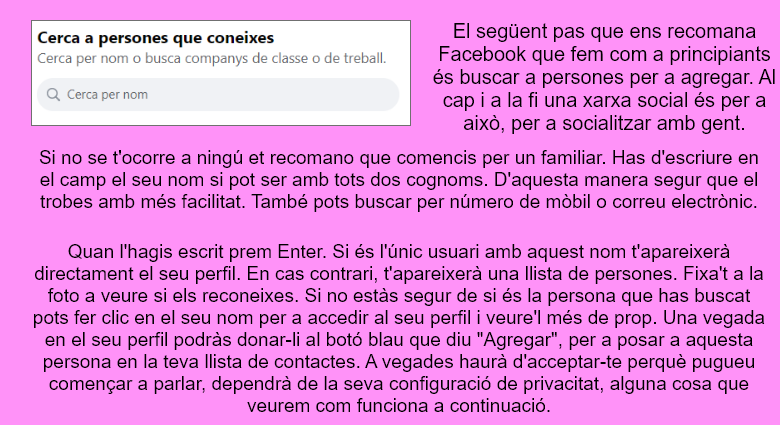 Cerca a persones que coneixes
Cerca per nom o busca companys de classe o de treball.
Cerca per nom
El següent pas que ens recomana
Facebook que fem com a principiants
és buscar a persones per a agregar. Al
cap i a la fi una xarxa social és per a
això, per a socialitzar amb gent.
Si no se t'ocorre a ningú et recomano que comencis per un familiar. Has d'escriure en
el camp el seu nom si pot ser amb tots dos cognoms. D'aquesta manera segur que el
trobes amb més facilitat. També pots buscar per número de mòbil o correu electrònic.
Quan l'hagis escrit prem Enter. Si és l'únic usuari amb aquest nom t'apareixerà
directament el seu perfil. En cas contrari, t'apareixerà una llista de persones. Fixa't a la
foto a veure si els reconeixes. Si no estàs segur de si és la persona que has buscat
pots fer clic en el seu nom per a accedir al seu perfil i veure'l més de prop. Una vegada
en el seu perfil podràs donar-li al botó blau que diu "Agregar", per a posar a aquesta
persona en la teva llista de contactes. A vegades haurà d'acceptar-te perquè pugueu
començar a parlar, dependrà de la seva configuració de privacitat, alguna cosa que
veurem com funciona a continuació.